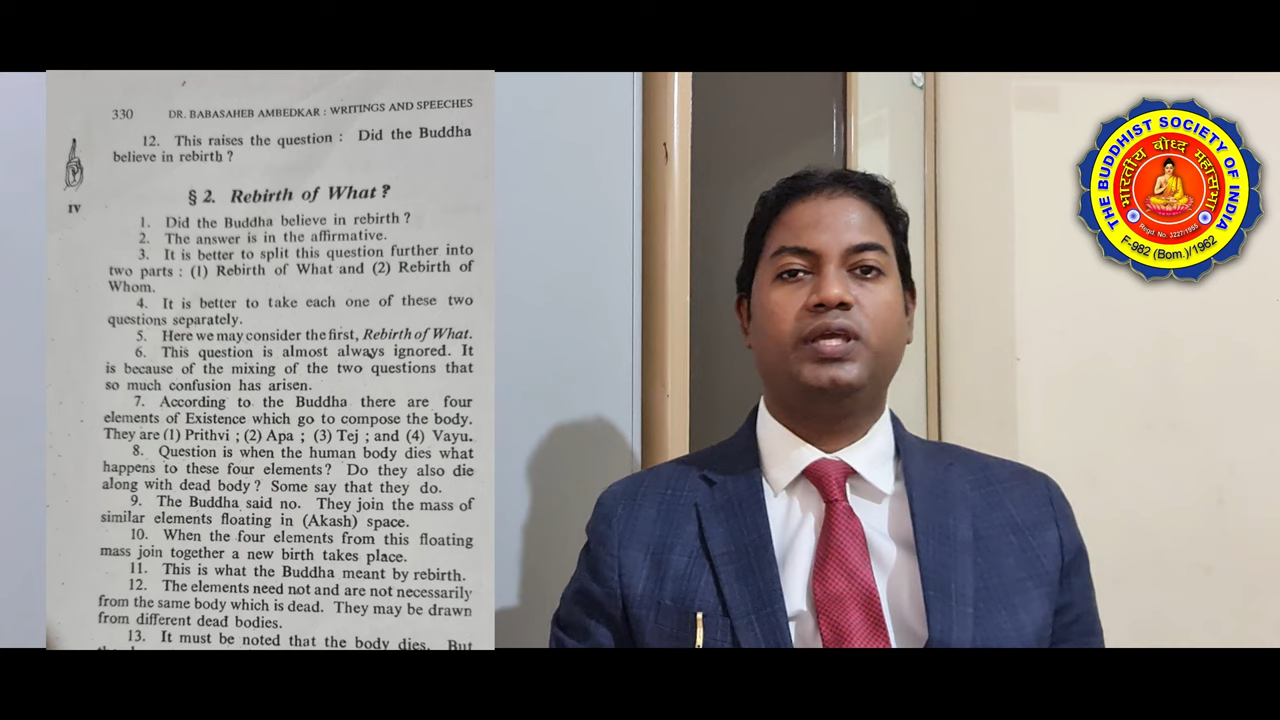 330 DR. BABASAHEB AMBEDKAR : WRITINGS AND SPEECHES
12. This raises the question : Did the Buddha
believe in rebirth ?
IV
§ 2. Rebirth of What ?
1. Did the Buddha believe in rebirth ?
2. The answer is in the affirmative.
3. It is better to split this question further into
two parts : (1) Rebirth of What and (2) Rebirth of
Whom.
4. It is better to take each one of these two
questions separately.
5. Here we may consider the first, Rebirth of What.
6. This question is almost always ignored. It
is because of the mixing of the two questions that
so much confusion has arisen.
7. According to the Buddha there are four
elements of Existence which go to compose the body.
They are (1) Prithvi ; (2) Apa ; (3) Tej ; and (4) Vayu.
8. Question is when the human body dies what
happens to these four elements ? Do they also die
along with dead body ? Some say that they do.
9. The Buddha said no. They join the mass of
similar elements floating in (Akash) space.
10. When the four elements from this floating
mass join together a new birth takes place.
11. This is what the Buddha meant by rebirth.
12. The elements need not and are not necessarily
from the same body which is dead. They may be drawn
from different dead bodies.
13. It must be noted that the body dies. But
THE BUDDHIST SOCIETY OF INDIA
भारतीय बौध्द महासभा
Regd. No. 3227/1955
F-982 (Bom.)/1962